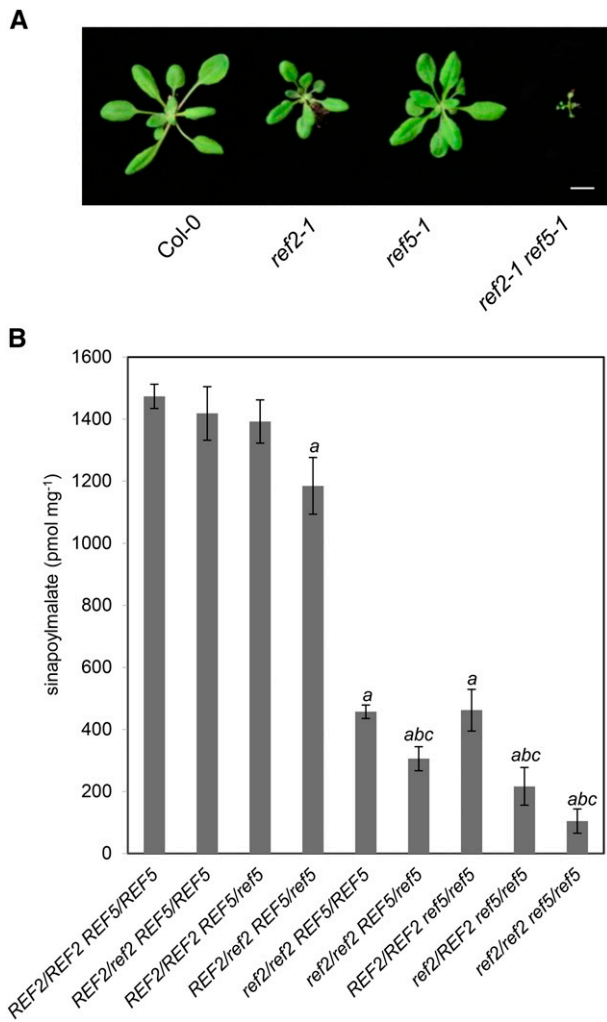 A
Col-0
ref2-1
ref5-1
ref2-1 ref5-1
B
sinapoylmalate (pmol mg-1)
1600
1400
1200
1000
800
600
400
200
0
a
a
abc
a
abc
abc
REF2/REF2 REF5/REF5
REF2/ref2 REF5/REF5
REF2/REF2 REF5/ref5
REF2/ref2 REF5/ref5
ref2/ref2 REF5/REF5
ref2/ref2 REF5/ref5
REF2/REF2 ref5/ref5
ref2/REF2 ref5/ref5
ref2/ref2 ref5/ref5